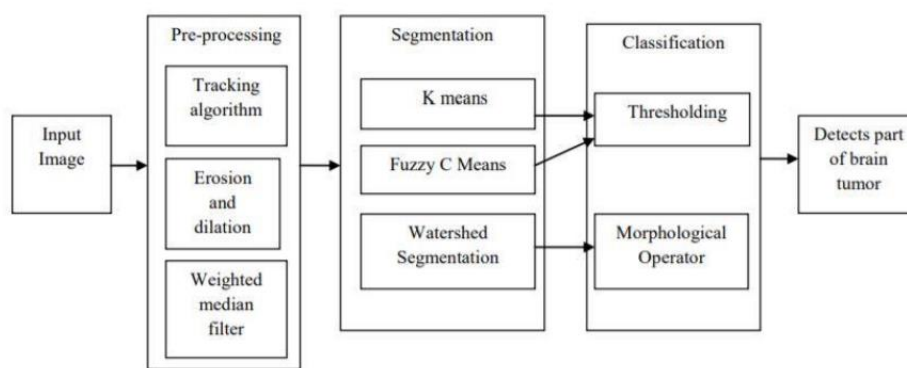 Input
Image
Pre-processing
Tracking
algorithm
Erosion
and
dilation
Weighted
median
filter
Segmentation
K means
Fuzzy C Means
Watershed
Segmentation
Classification
Thresholding
Morphological
Operator
Detects part
of brain
tumor